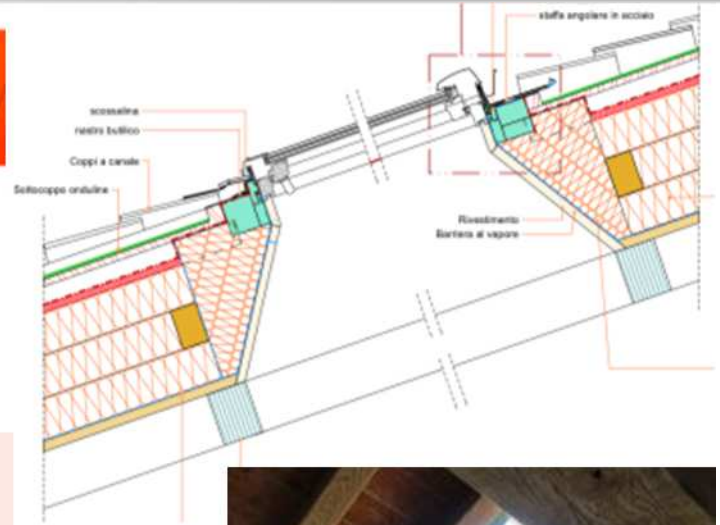 staffa angolare in acciaio
scossalina
nastro butilico
Coppi a canale
Sottocoppo onduline
Rivestimento
Barriera al vapore